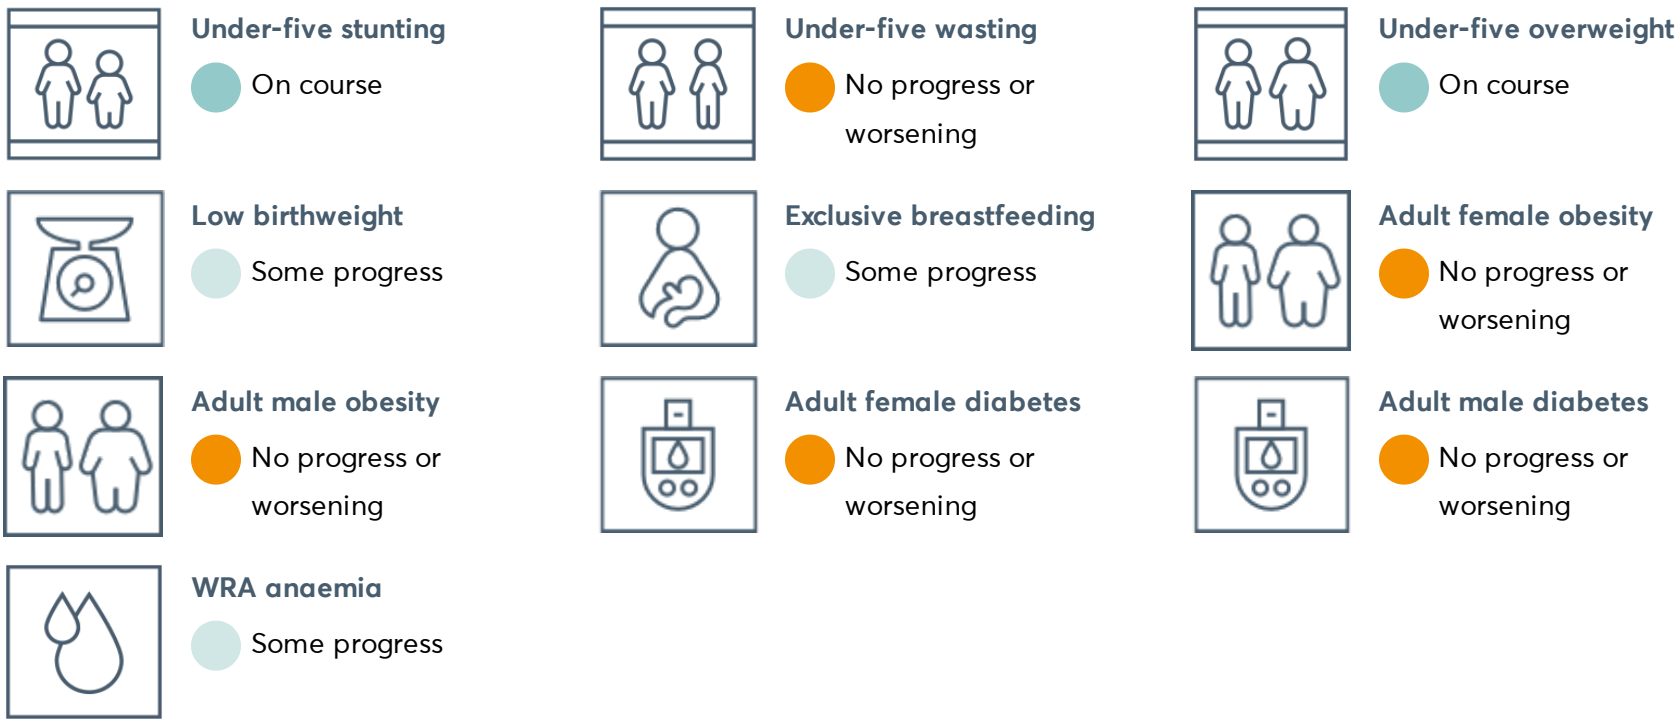 Under-five stunting
On course
Under-five wasting
No progress or
worsening
Under-five overweight
On course
Low birthweight
Some progress
Exclusive breastfeeding
Some progress
Adult female obesity
No progress or
worsening
Adult male obesity
No progress or
worsening
Adult female diabetes
No progress or
worsening
Adult male diabetes
No progress or
worsening
WRA anaemia
Some progress